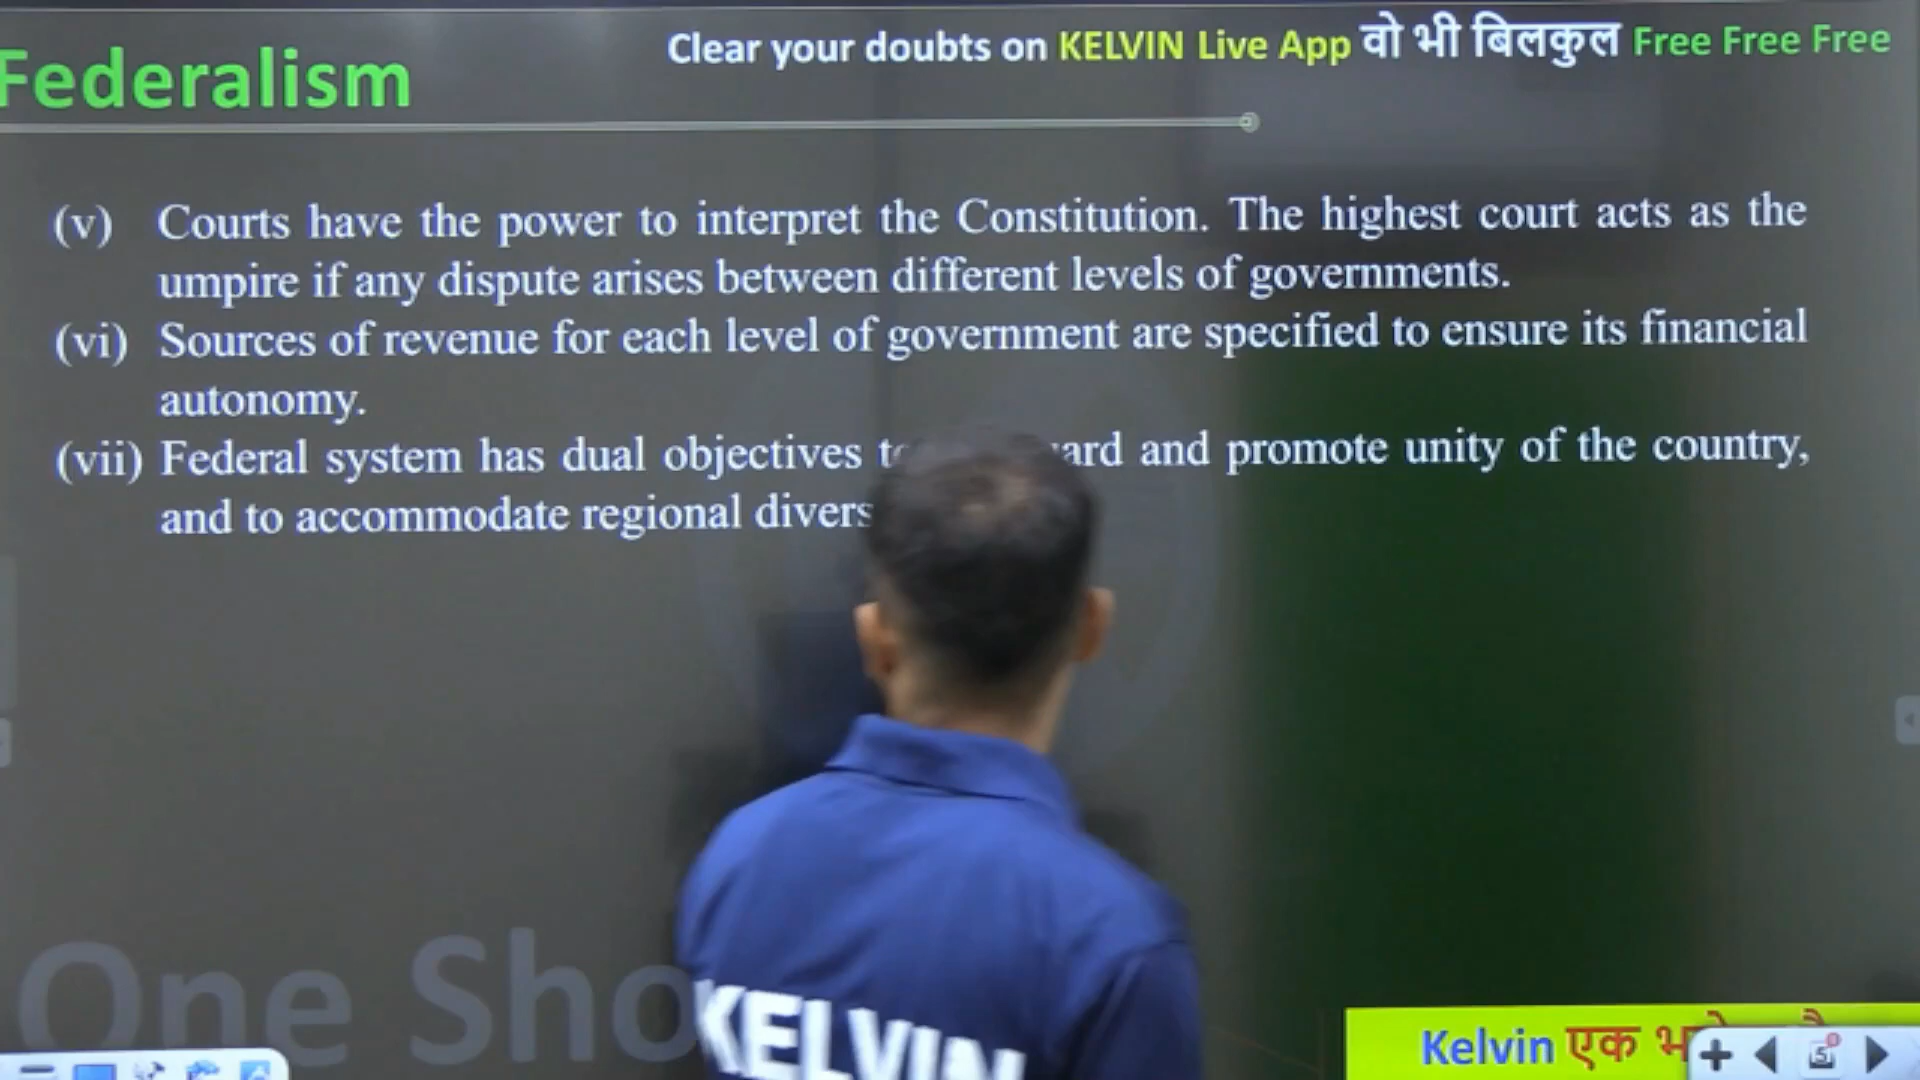 Federalism
Clear your doubts on KELVIN Live App वो भी बिलकुल Free Free Free
(v) Courts have the power to interpret the Constitution. The highest court acts as the
umpire if any dispute arises between different levels of governments.
(vi) Sources of revenue for each level of government are specified to ensure its financial
autonomy.
(vii) Federal system has dual objectives and promote unity of the country,
and to accommodate regional
One
KELVIN
Kelvin एक